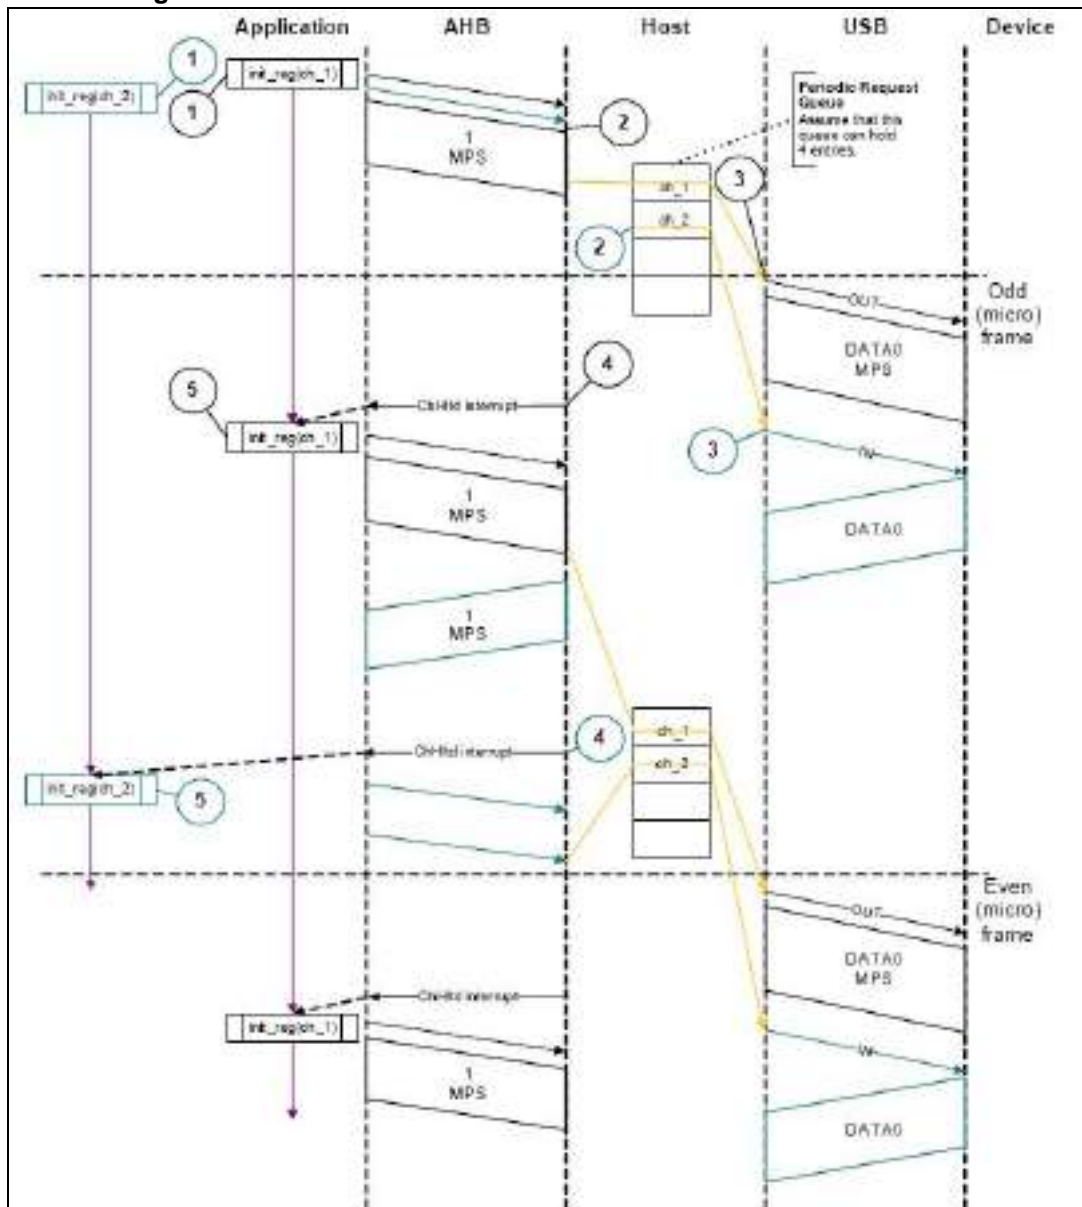 Application AHB Host USB Device
1
init_reg(ch_1)
init_reg(ch_2)
1
Periodic Request
Queue
Assume that this
queue can hold
4 entries.
2
1
MPS
3
ch_1
ch_2
2
Odd
(micro)
frame
OUT
DATA0
MPS
4
5
ChHltd interrupt
init_reg(ch_1)
3
IN
1
MPS
DATA0
1
MPS
4
ch_1
ChHltd interrupt
ch_2
init_reg(ch_2)
5
Even
(micro)
frame
OUT
DATA0
MPS
ChHltd interrupt
init_reg(ch_1)
IN
1
MPS
DATA0